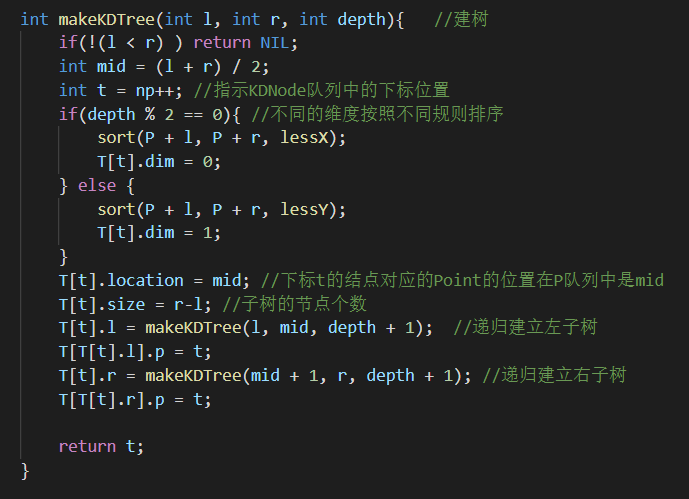 int makeKDTree(int l, int r, int depth){   //建树
    if(!(l < r) ) return NIL;
    int mid = (l + r) / 2;
    int t = np++; //指示KDNode队列中的下标位置
    if(depth % 2 == 0){ //不同的维度按照不同规则排序
        sort(P + l, P + r, lessX);
        T[t].dim = 0;
    } else {
        sort(P + l, P + r, lessY);
        T[t].dim = 1;
    }
    T[t].location = mid; //下标t的结点对应的Point的位置在P队列中是mid
    T[t].size = r-l; //子树的节点个数
    T[t].l = makeKDTree(l, mid, depth + 1);  //递归建立左子树
    T[T[t].l].p = t;
    T[t].r = makeKDTree(mid + 1, r, depth + 1); //递归建立右子树
    T[T[t].r].p = t;

    return t;
}